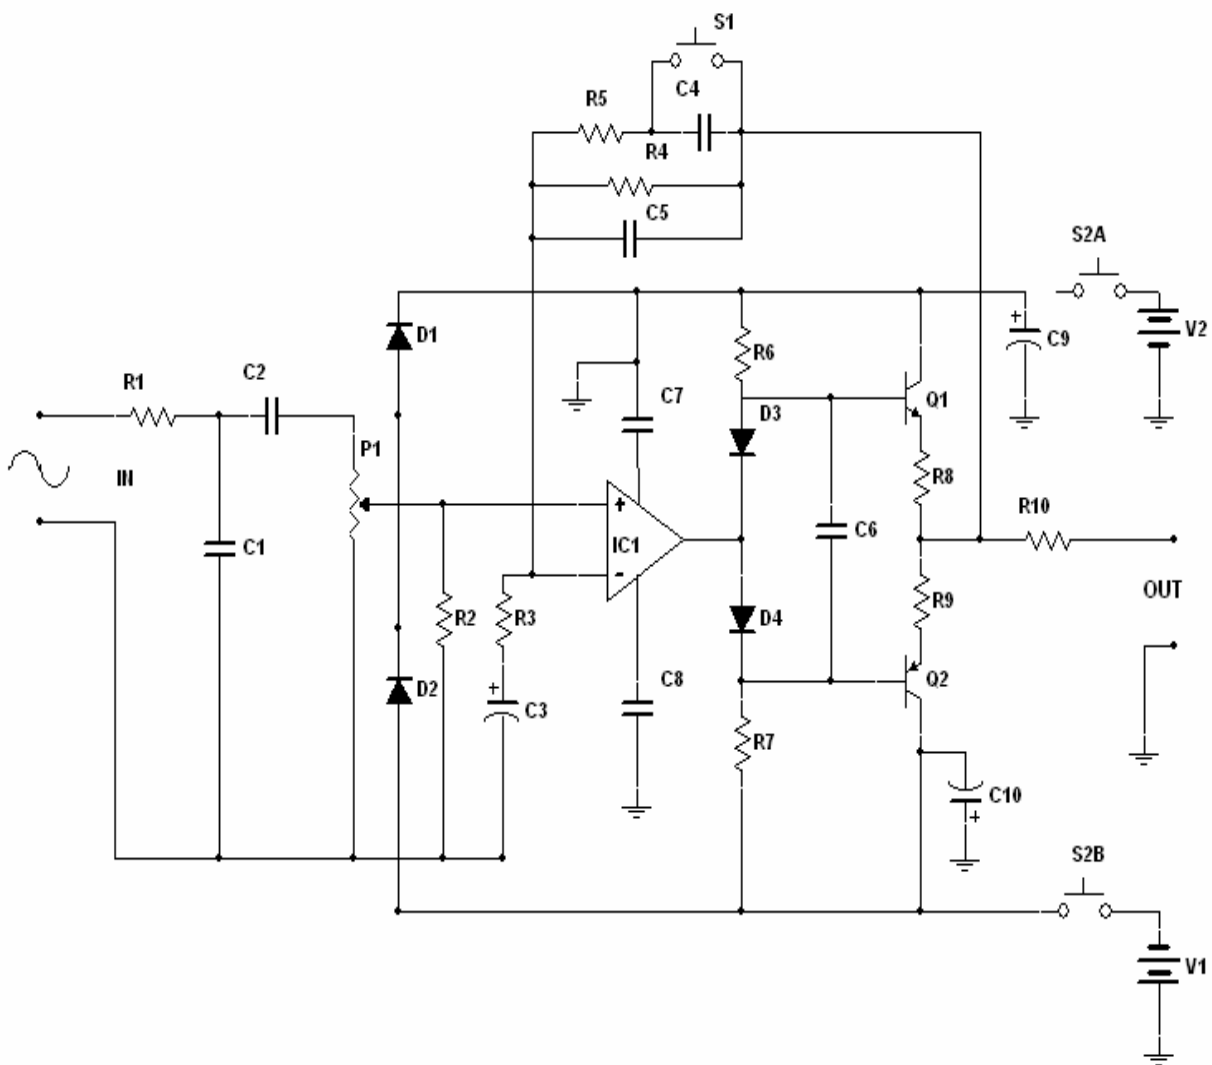 S1
C4
R5
R4
C5
S2A
D1
R6
C9
V2
C2
R1
C7
D3
Q1
P1
IN
R8
+
R10
C1
IC1
C6
-
R2
R3
D4
R9
OUT
D2
C3
C8
Q2
R7
C10
S2B
V1